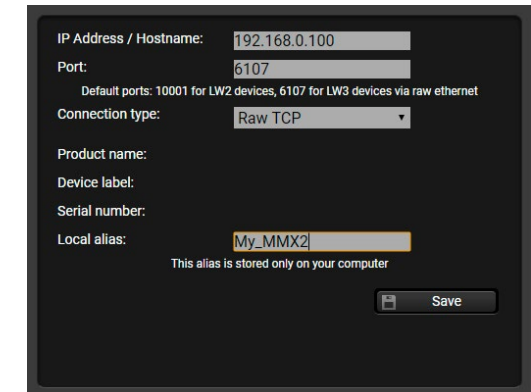 IP Address / Hostname: 192.168.0.100
Port: 6107
Default ports: 10001 for LW2 devices, 6107 for LW3 devices via raw ethernet
Connection type: Raw TCP
Product name:
Device label:
Serial number:
Local alias: My_MMX2
This alias is stored only on your computer
Save